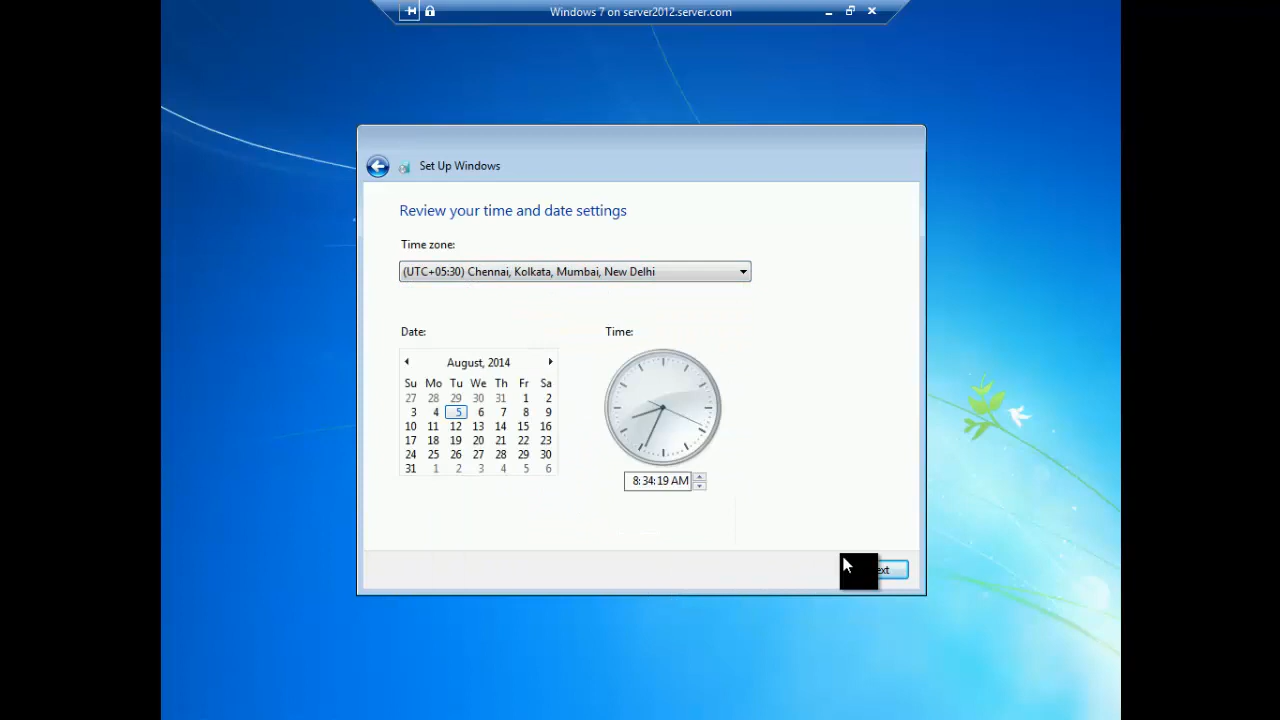 Windows 7 on server2012.server.com
Set Up Windows
Review your time and date settings
Time zone:
(UTC+05:30) Chennai, Kolkata, Mumbai, New Delhi
Date:
Time:
August, 2014
Su Mo Tu We Th Fr Sa
27 28 29 30 31 1 2
3 4 5 6 7 8 9
10 11 12 13 14 15 16
17 18 19 20 21 22 23
24 25 26 27 28 29 30
31 1 2 3 4 5 6
8:34:19 AM
ext